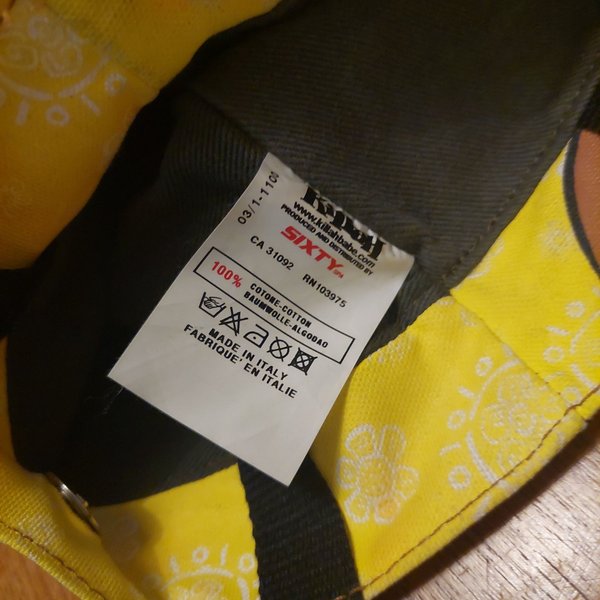 03/1-1100
Killah
www.killahbabe.com
PRODUCED AND DISTRIBUTED BY
SIXTY SPA
CA 31092 RN103975
100% COTONE-COTTON
BAUMWOLLE-ALGODAO
MADE IN ITALY
FABRIQUE' EN ITALIE